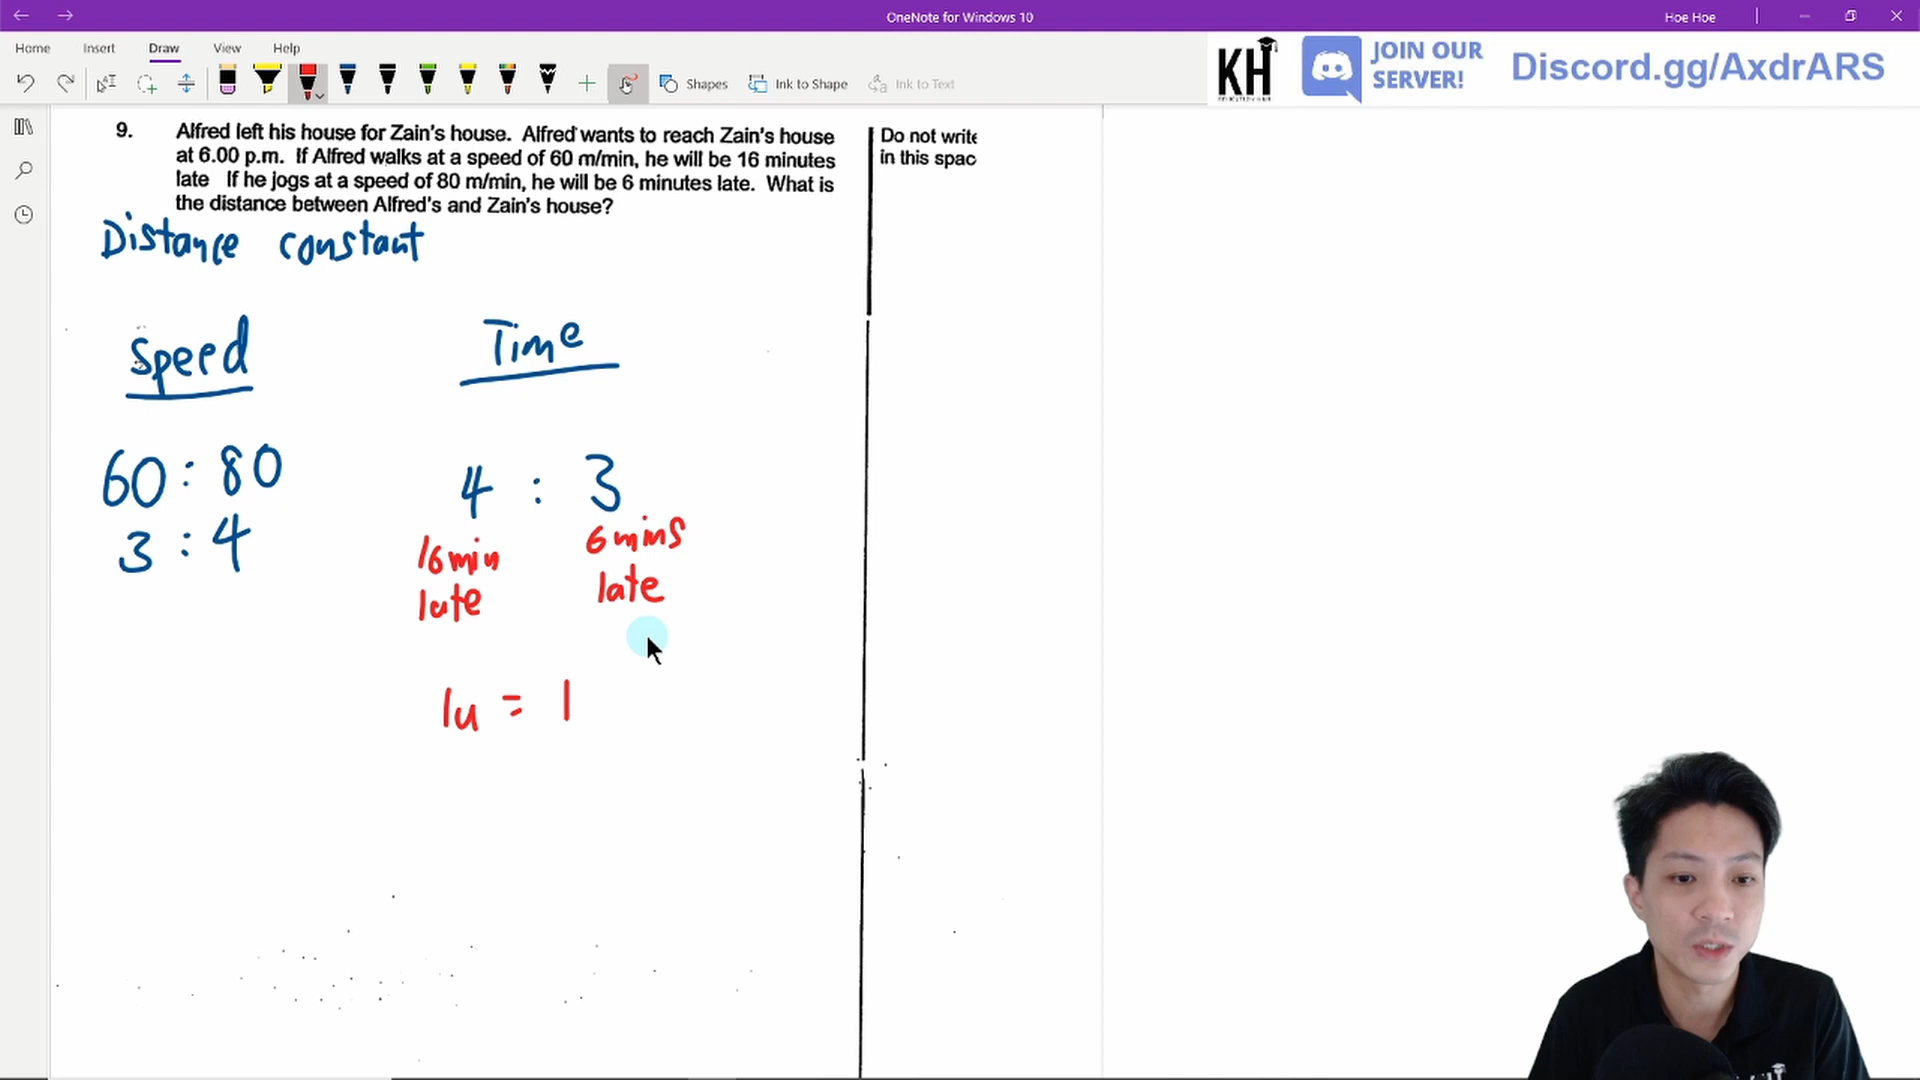 OneNote for Windows 10
Hoe Hoe
Home Insert Draw View Help
Shapes Ink to Shape Ink to Text
KH
JOIN OUR SERVER!
Discord.gg/AxdrARS
9. Alfred left his house for Zain's house. Alfred wants to reach Zain's house
at 6.00 p.m. If Alfred walks at a speed of 60 m/min, he will be 16 minutes
late If he jogs at a speed of 80 m/min, he will be 6 minutes late. What is
the distance between Alfred's and Zain's house?
Do not write
in this spac
Distance constant
Speed Time
60 : 80
3 : 4
4 : 3
16min
late
6 mins
late
1u = 1